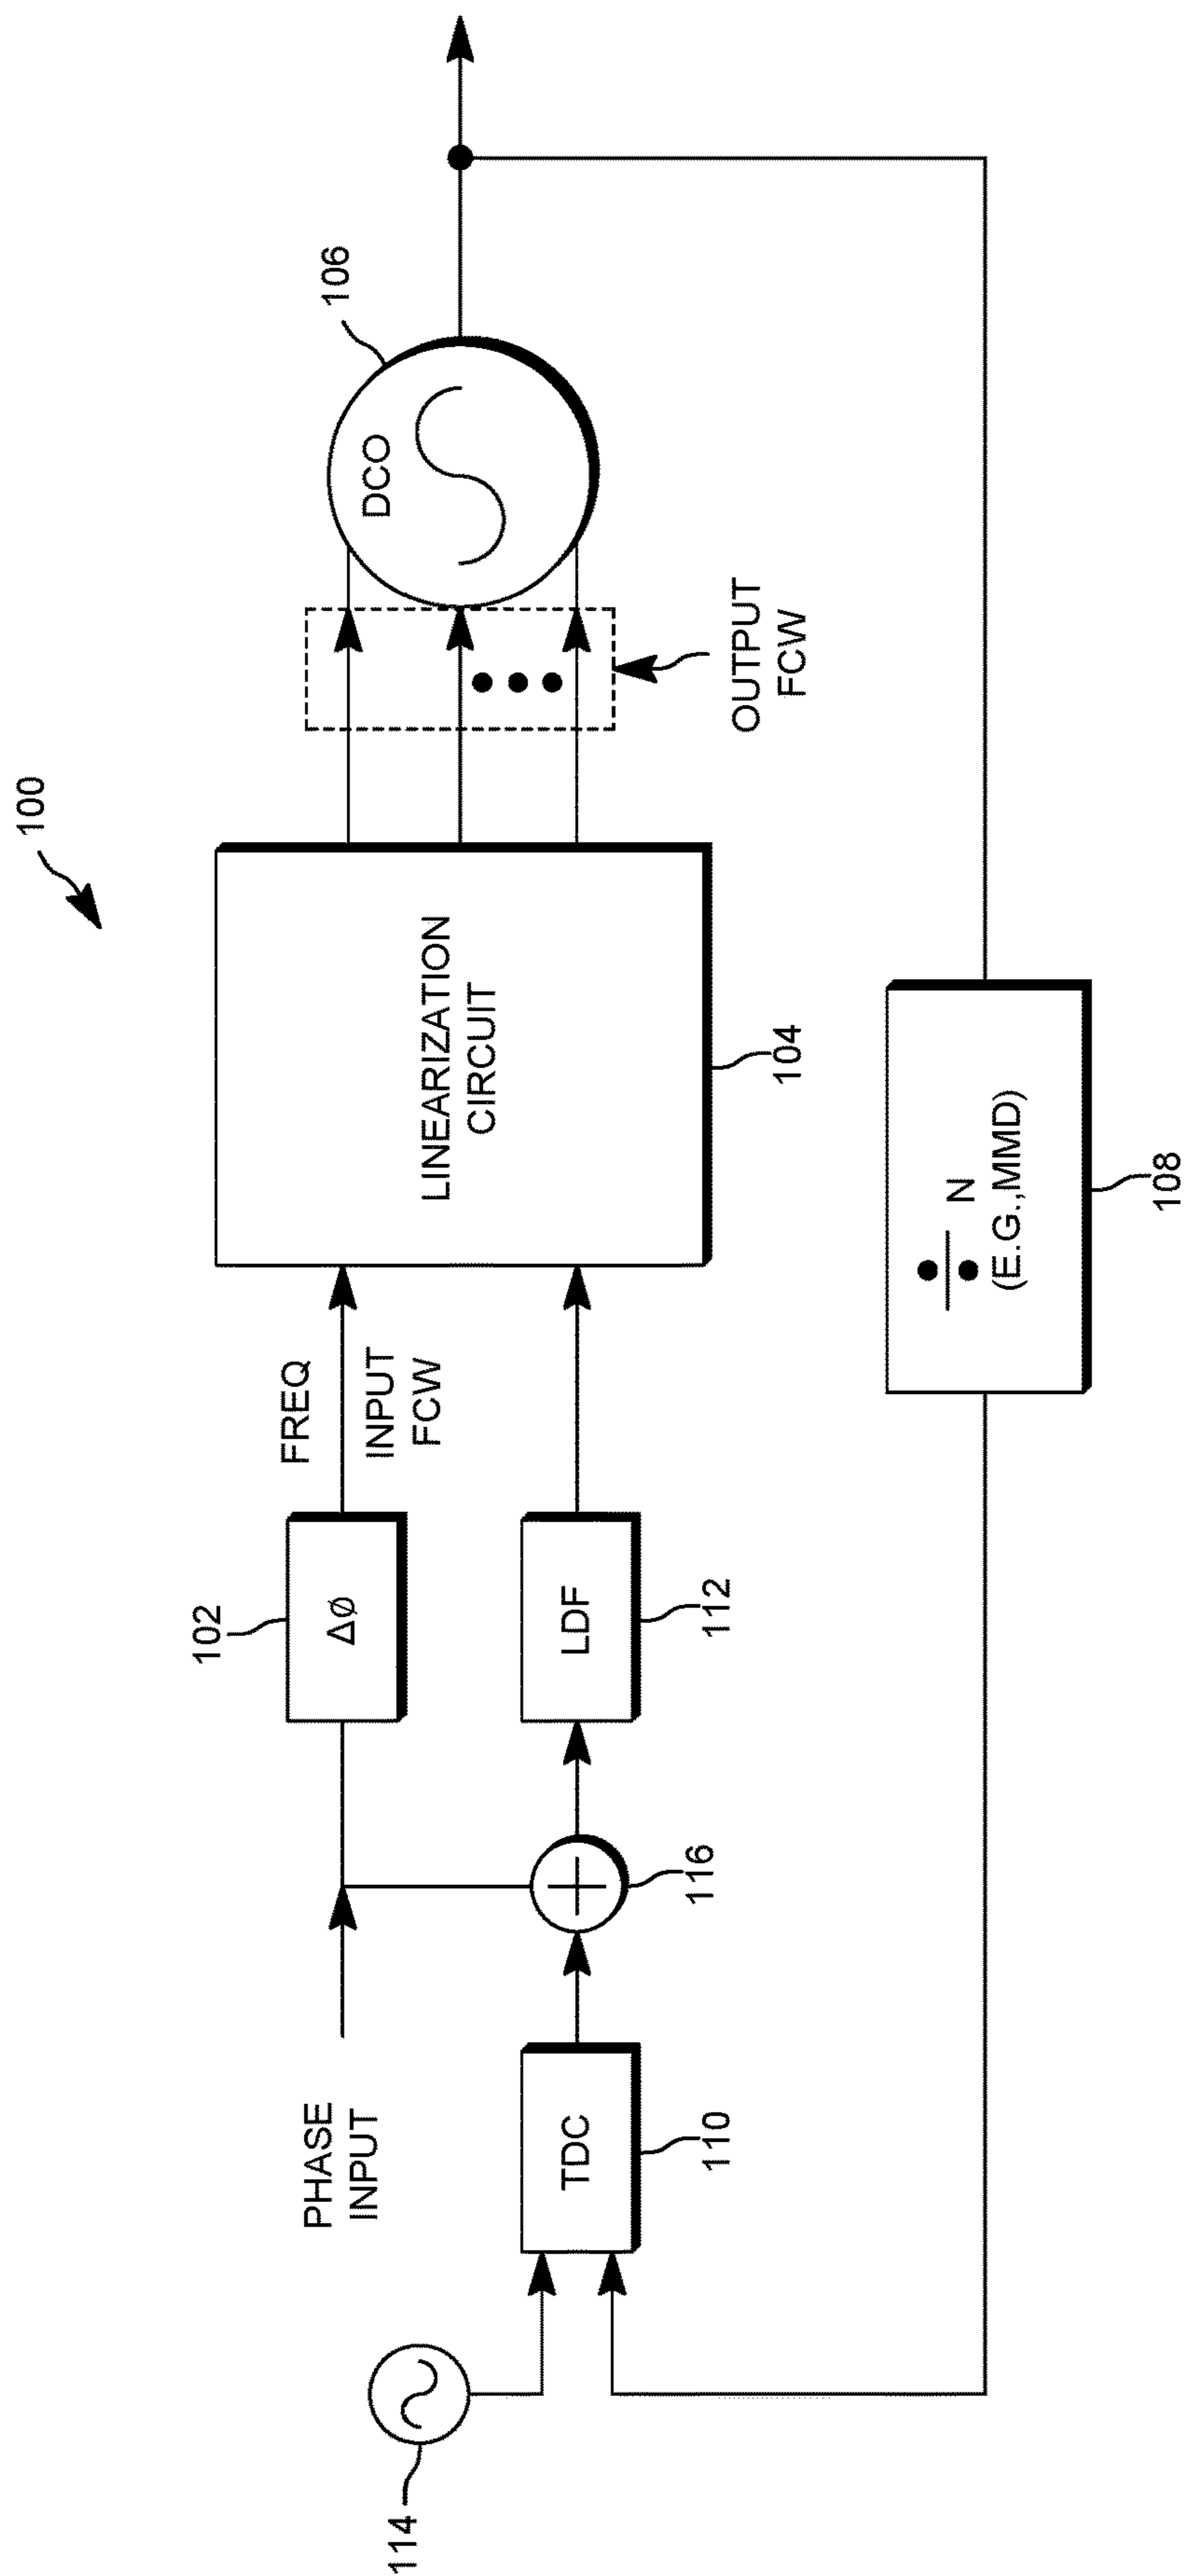 100
114
PHASE
INPUT
TDC
110
116
102
Δø
LDF
112
FREQ
INPUT
FCW
LINEARIZATION
CIRCUIT
104
OUTPUT
FCW
DCO
106
÷ N
(E.G.,MMD)
108